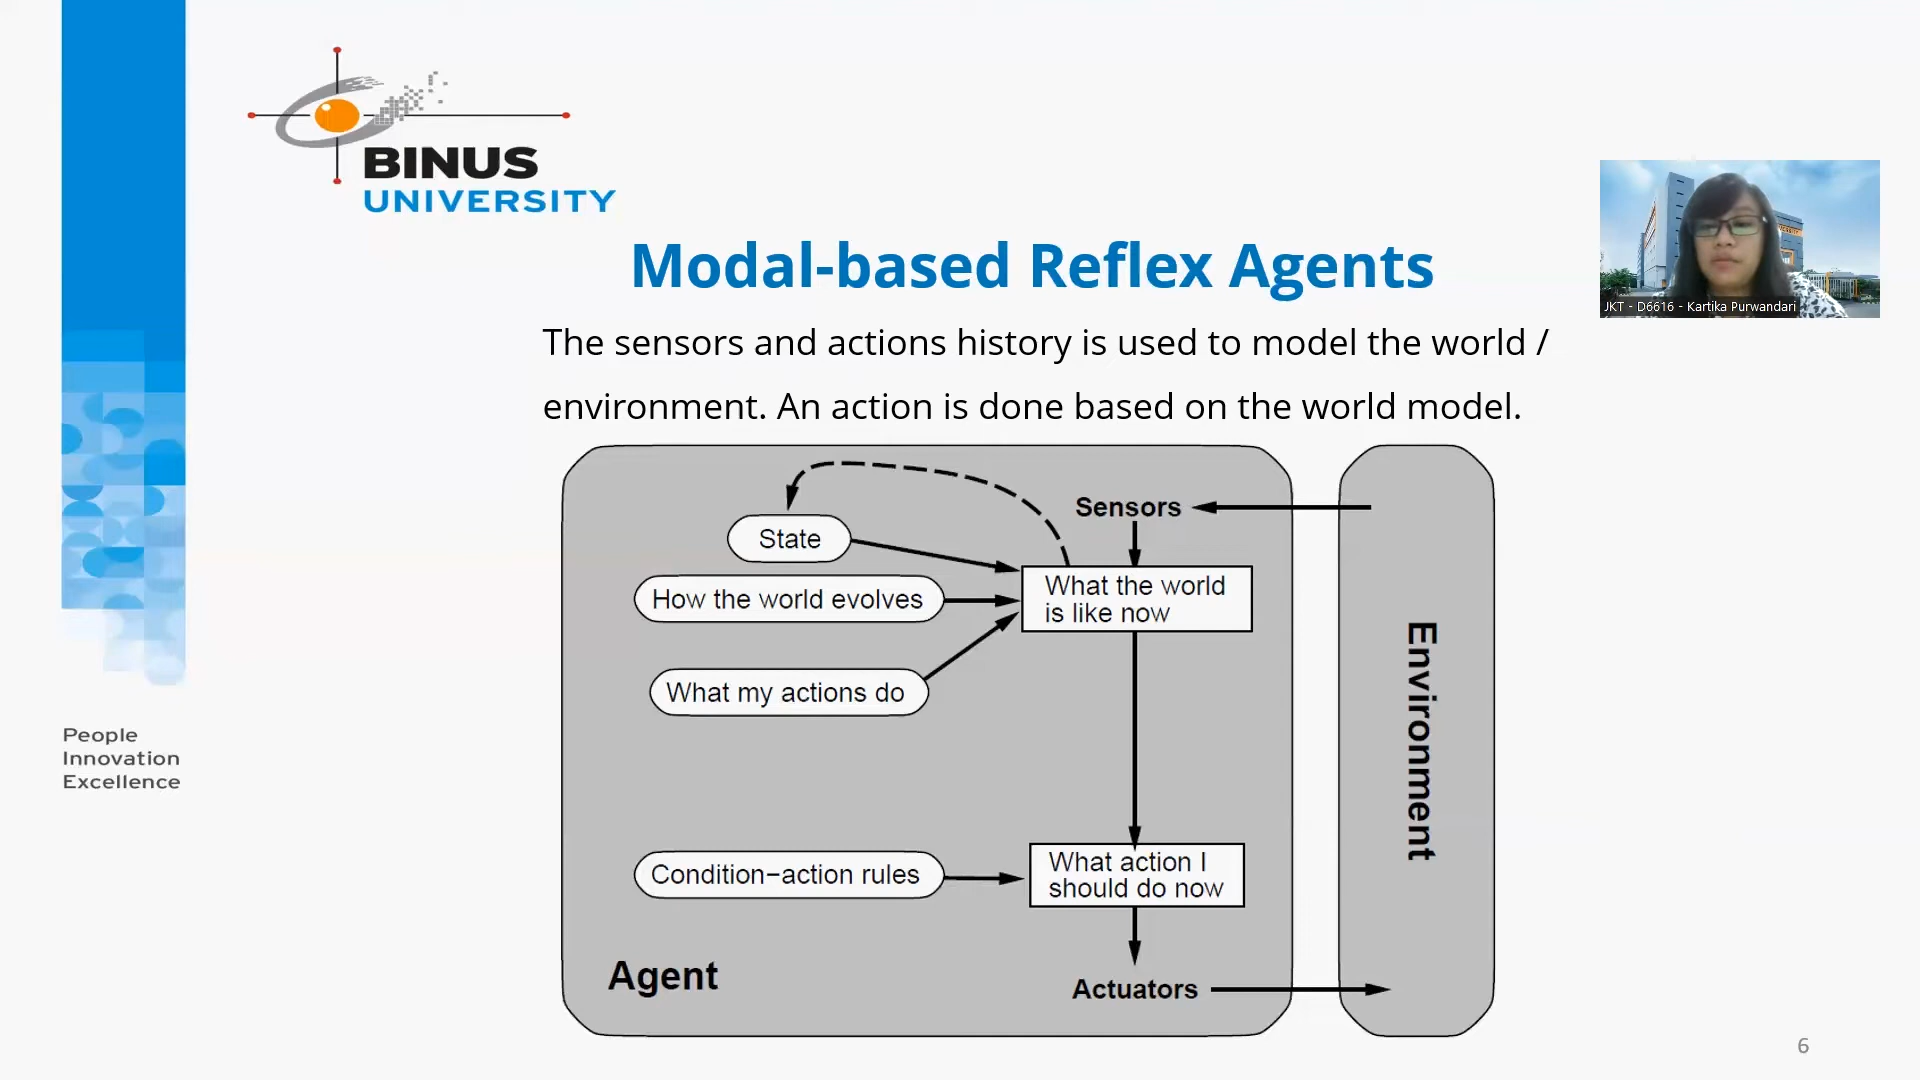 BINUS
UNIVERSITY
Modal-based Reflex Agents
JKT - D6616 - Kartika Purwandari
The sensors and actions history is used to model the world /
environment. An action is done based on the world model.
Sensors
State
What the world
is like now
How the world evolves
What my actions do
Environment
People
Innovation
Excellence
Condition−action rules
What action I
should do now
Agent
Actuators
6